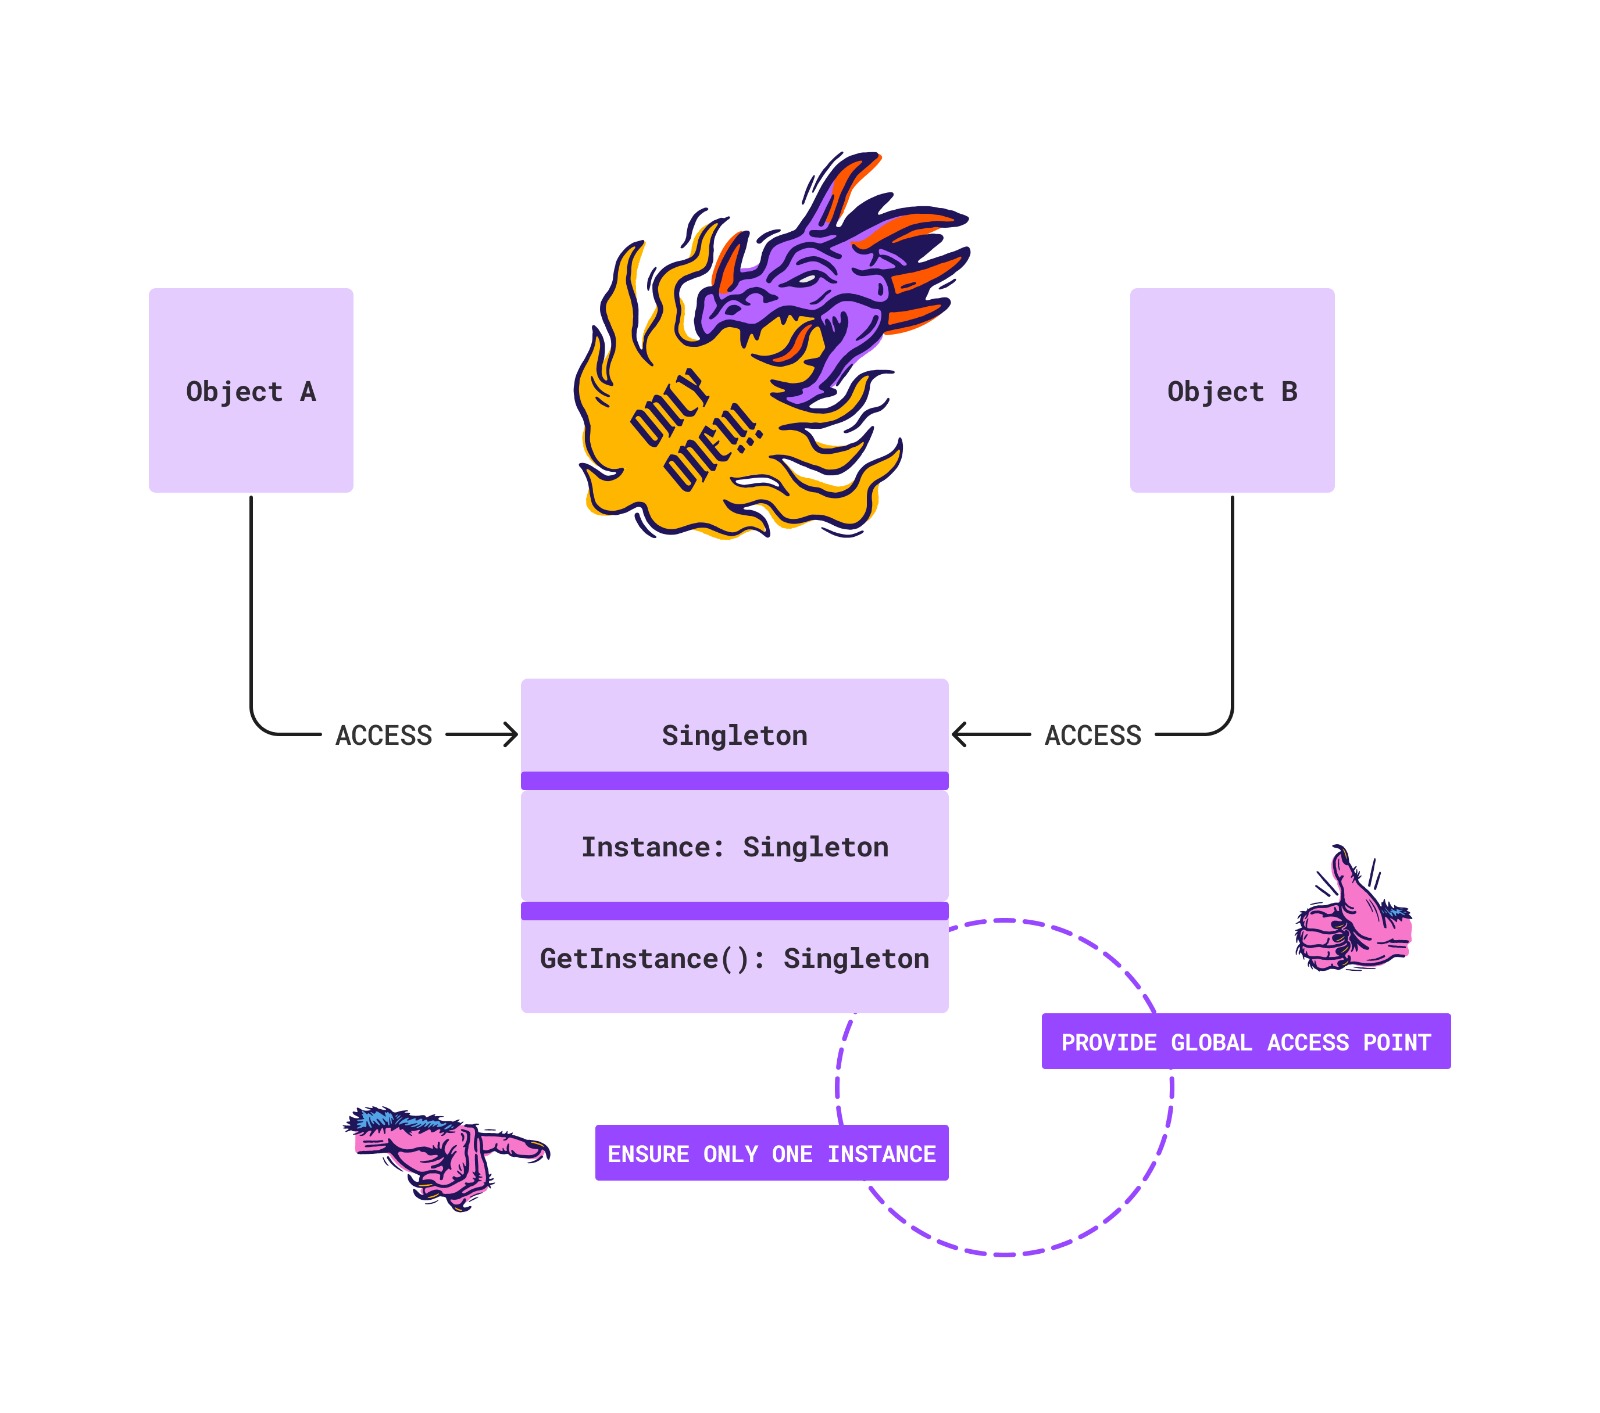 ONLY
ONE!!!
Object A
Object B
ACCESS
Singleton
ACCESS
Instance: Singleton
GetInstance(): Singleton
PROVIDE GLOBAL ACCESS POINT
ENSURE ONLY ONE INSTANCE